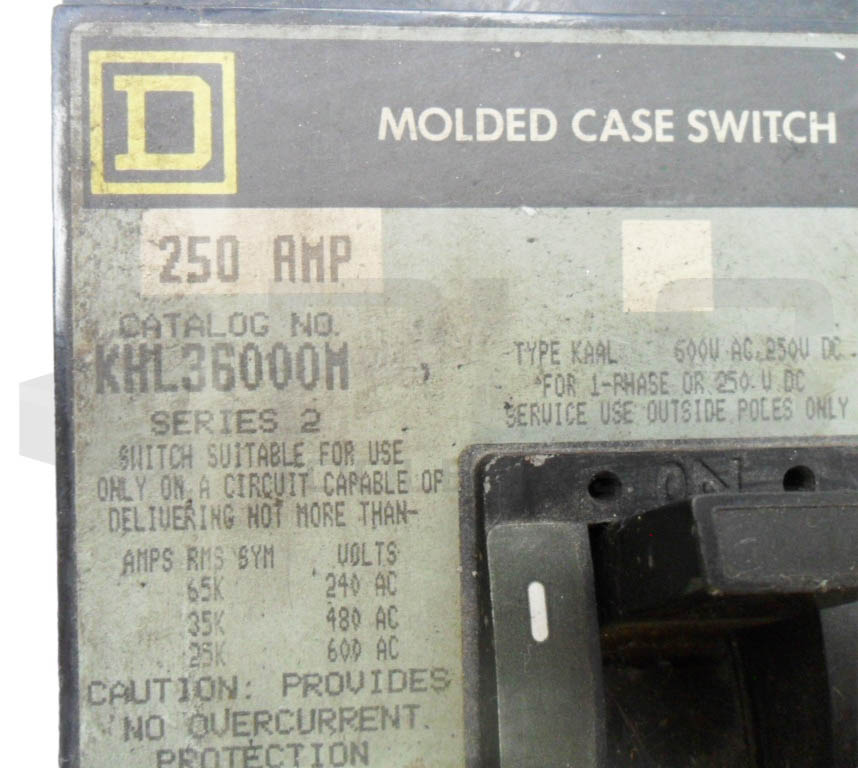 D
MOLDED CASE SWITCH
250 AMP
CATALOG NO.
KHL36000M
SERIES 2
SWITCH SUITABLE FOR USE
ONLY ON A CIRCUIT CAPABLE OF
DELIVERING NOT MORE THAN-
AMPS RMS SYM VOLTS
65K 240 AC
35K 480 AC
25K 600 AC
CAUTION: PROVIDES
NO OVERCURRENT.
PROTECTION
TYPE KAAL 600V AC, 250V DC.
FOR 1-PHASE OR 250 V DC
SERVICE USE OUTSIDE POLES ONLY
ON